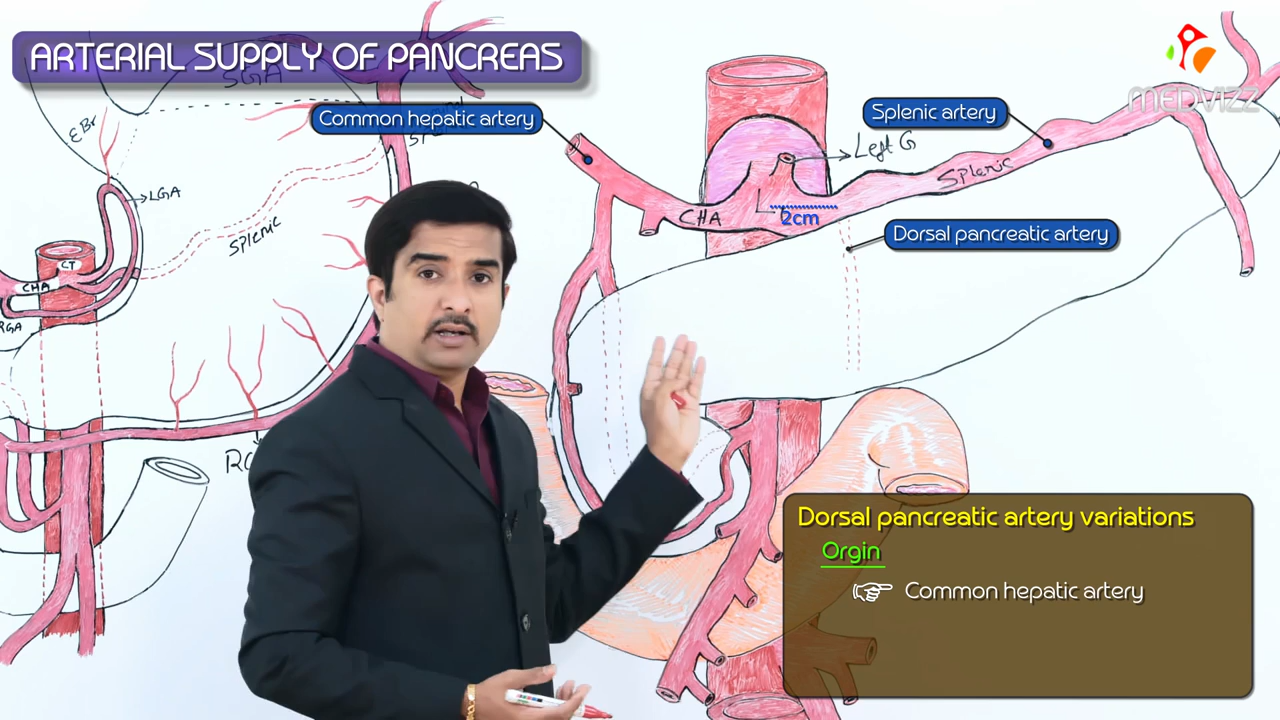 ARTERIAL SUPPLY OF PANCREAS
SGA
MEDVIZZ
Common hepatic artery
Splenic artery
EBr
Left G
Splenic
LGA
CHA
2cm
Dorsal pancreatic artery
Splenic
CT
CHA
RGA
Dorsal pancreatic artery variations
Orgin
Common hepatic artery